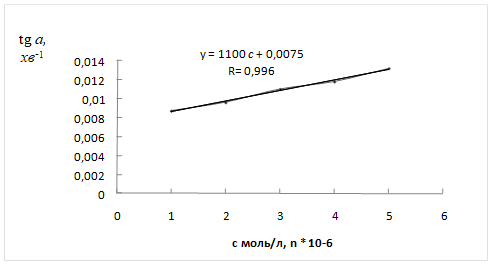 tg α,
хв-1
y = 1100 c + 0,0075
R= 0,996
0,014
0,012
0,01
0,008
0,006
0,004
0,002
0
0 1 2 3 4 5 6
с моль/л, n * 10-6